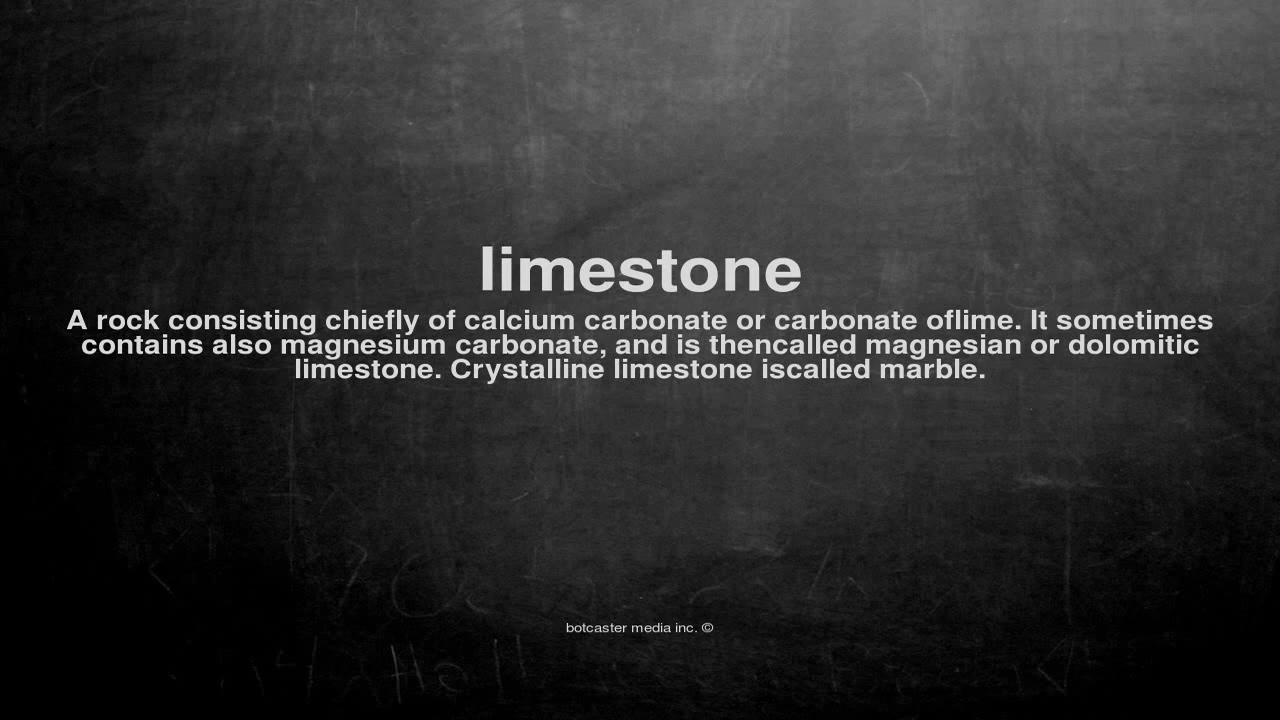 limestone
A rock consisting chiefly of calcium carbonate or carbonate oflime. It sometimes
contains also magnesium carbonate, and is thencalled magnesian or dolomitic
limestone. Crystalline limestone iscalled marble.
botcaster media inc. ©